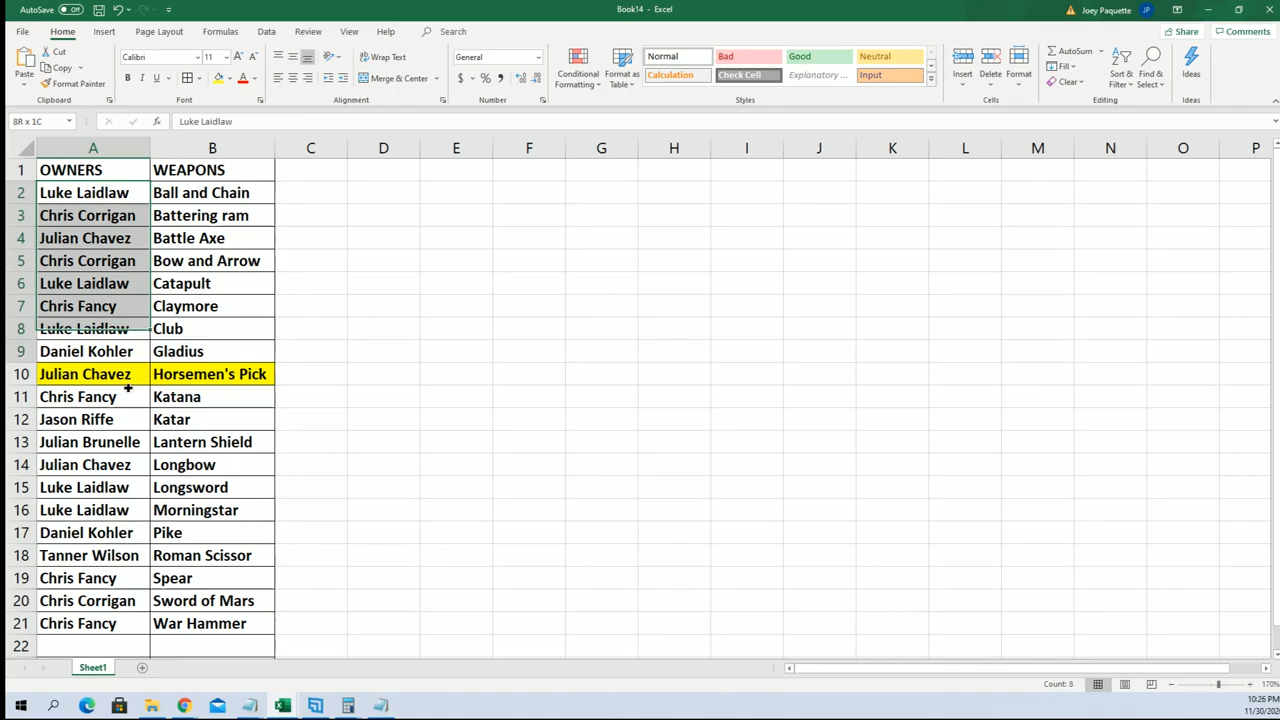 AutoSave Off
Book14 - Excel
Joey Paquette JP
File Home Insert Page Layout Formulas Data Review View Help Search
Share Comments
Paste
Cut
Copy
Format Painter
Clipboard
Calibri 11
B I U
Font
Wrap Text
Merge & Center
Alignment
General
$ % 9
Number
Conditional Formatting
Format as Table
Normal Bad Good Neutral
Calculation Check Cell Explanatory ... Input
Styles
Insert Delete Format
Cells
AutoSum
Fill
Clear
Sort & Filter
Find & Select
Editing
Ideas
Ideas
8R x 1C fx Luke Laidlaw
A B C D E F G H I J K L M N O P
1 OWNERS WEAPONS
2 Luke Laidlaw Ball and Chain
3 Chris Corrigan Battering ram
4 Julian Chavez Battle Axe
5 Chris Corrigan Bow and Arrow
6 Luke Laidlaw Catapult
7 Chris Fancy Claymore
8 Luke Laidlaw Club
9 Daniel Kohler Gladius
10 Julian Chavez Horsemen's Pick
11 Chris Fancy Katana
12 Jason Riffe Katar
13 Julian Brunelle Lantern Shield
14 Julian Chavez Longbow
15 Luke Laidlaw Longsword
16 Luke Laidlaw Morningstar
17 Daniel Kohler Pike
18 Tanner Wilson Roman Scissor
19 Chris Fancy Spear
20 Chris Corrigan Sword of Mars
21 Chris Fancy War Hammer
22
Sheet1
Count: 8 170%
10:26 PM